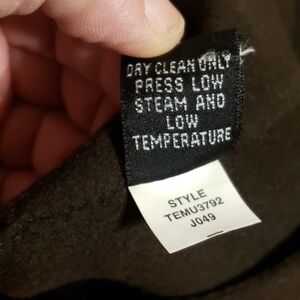 DRY CLEAN ONLY
PRESS LOW
STEAM AND
LOW
TEMPERATURE
STYLE
TEMU3792
J049